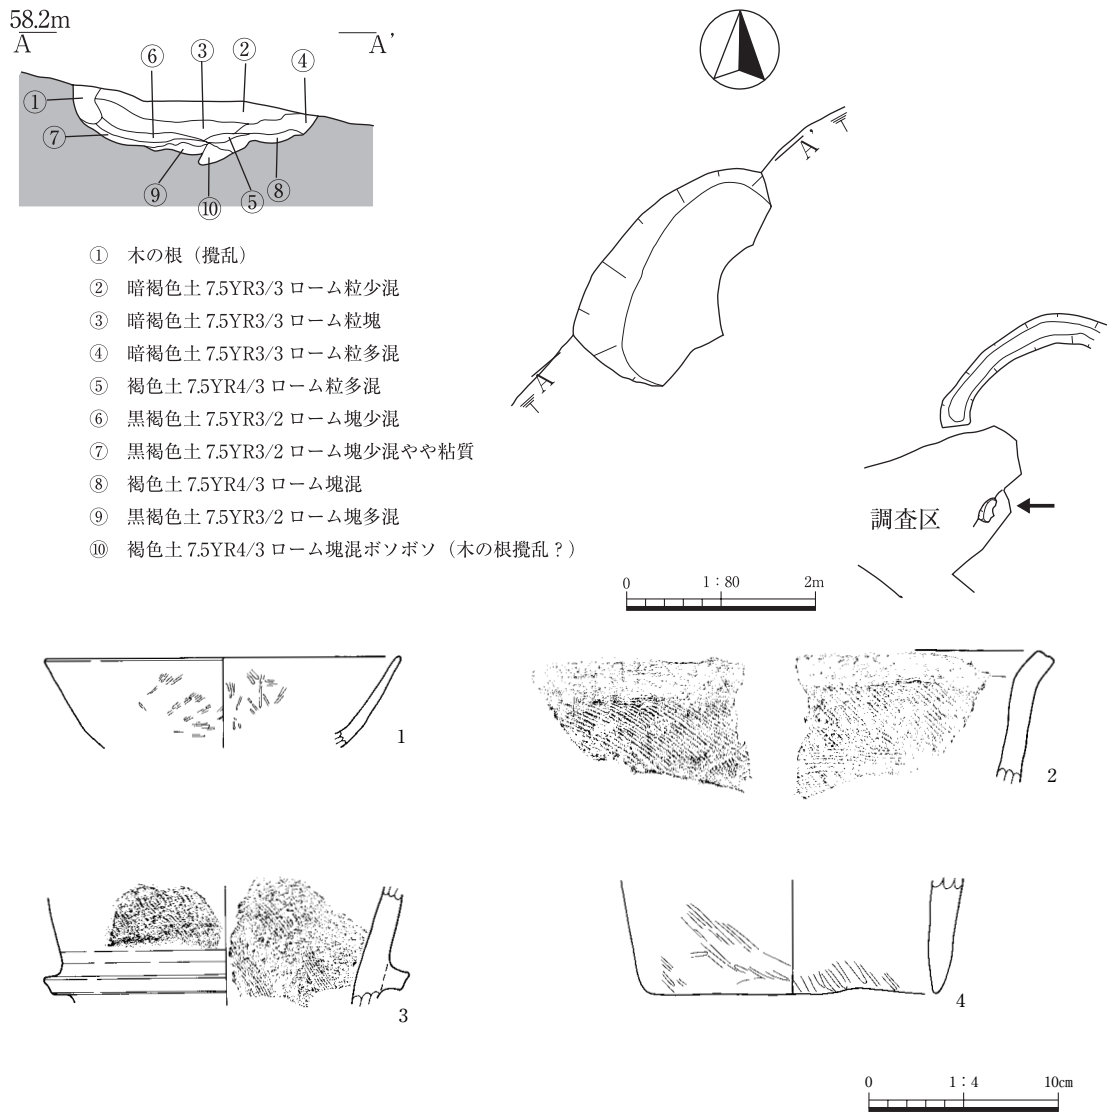 58.2m
A
A'
⑥
③
②
④
①
⑦
⑨
⑩
⑤
⑧
① 木の根（攪乱）
② 暗褐色土 7.5YR3/3 ローム粒少混
③ 暗褐色土 7.5YR3/3 ローム粒塊
④ 暗褐色土 7.5YR3/3 ローム粒多混
⑤ 褐色土 7.5YR4/3 ローム粒多混
⑥ 黒褐色土 7.5YR3/2 ローム塊少混
⑦ 黒褐色土 7.5YR3/2 ローム塊少混やや粘質
⑧ 褐色土 7.5YR4/3 ローム塊混
⑨ 黒褐色土 7.5YR3/2 ローム塊多混
⑩ 褐色土 7.5YR4/3 ローム塊混ボソボソ（木の根攪乱？）
A'
A
調査区
0 1：80 2m
1
2
3
4
0 1：4 10㎝